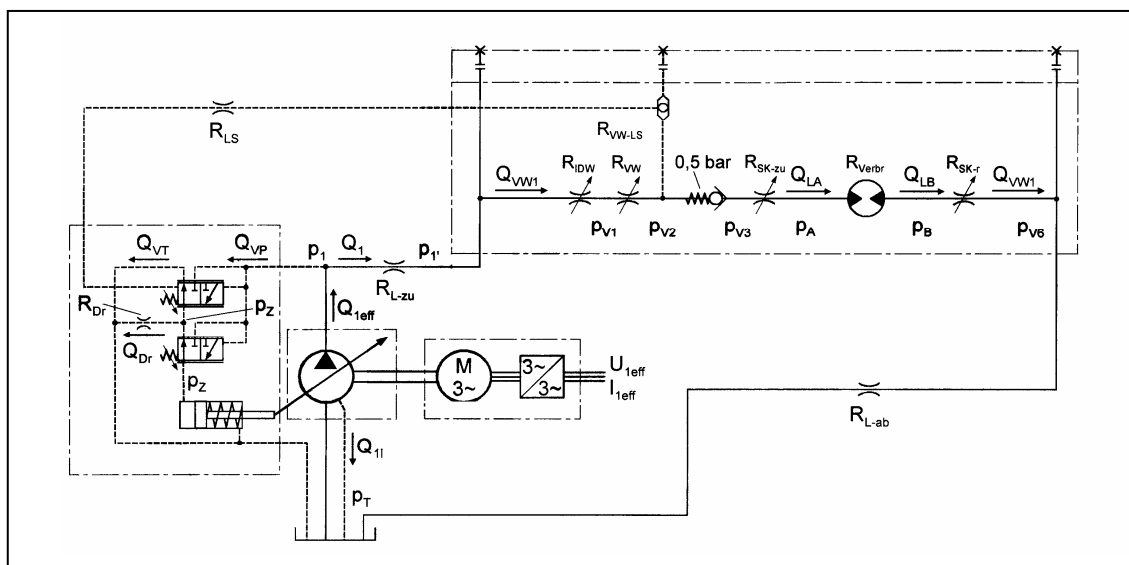 R_LS
R_VW-LS
Q_VW1
R_IDW
R_VW
0,5 bar
R_SK-zu
Q_LA
R_Verbr
Q_LB
R_SK-r
Q_VW1
p_V1
p_V2
p_V3
p_A
p_B
p_V6
Q_VT
Q_VP
p_1
Q_1
p_1'
R_Dr
p_Z
R_L-zu
Q_1eff
Q_Dr
p_Z
M
3~
3~
3~
U_1eff
I_1eff
R_L-ab
Q_1l
p_T